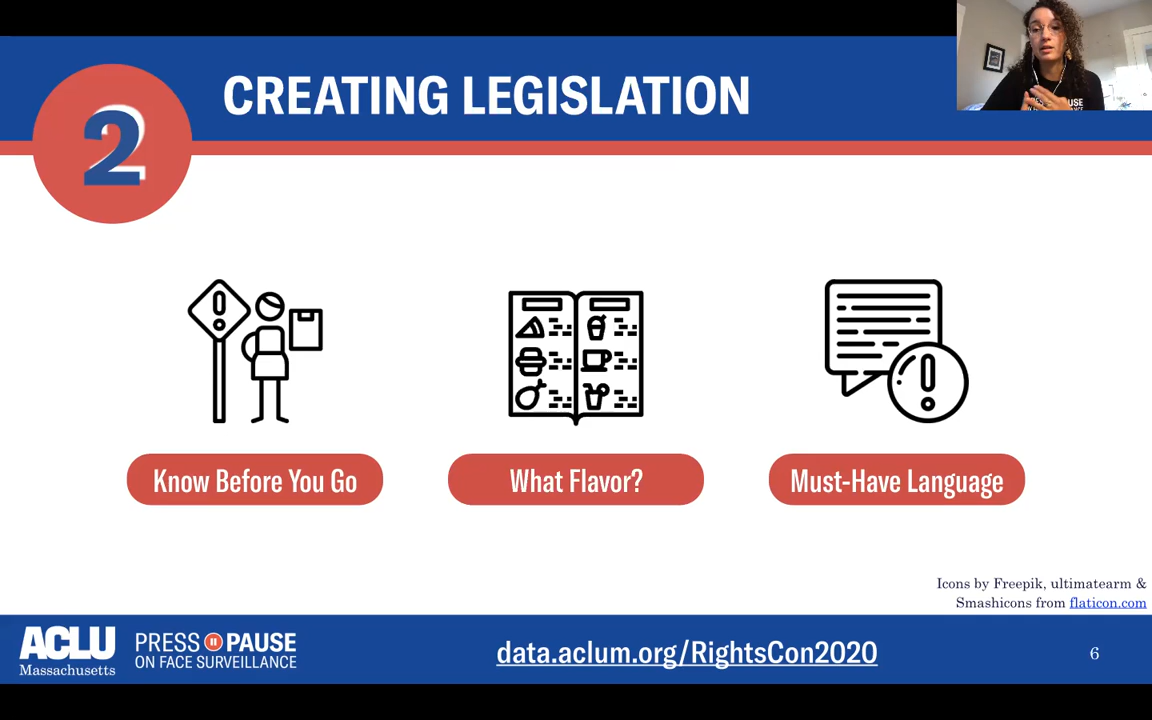 2
CREATING LEGISLATION
PAUSE
Know Before You Go
What Flavor?
Must-Have Language
Icons by Freepik, ultimatearm &
Smashicons from flaticon.com
ACLU
Massachusetts
PRESS PAUSE
ON FACE SURVEILLANCE
data.aclum.org/RightsCon2020
6